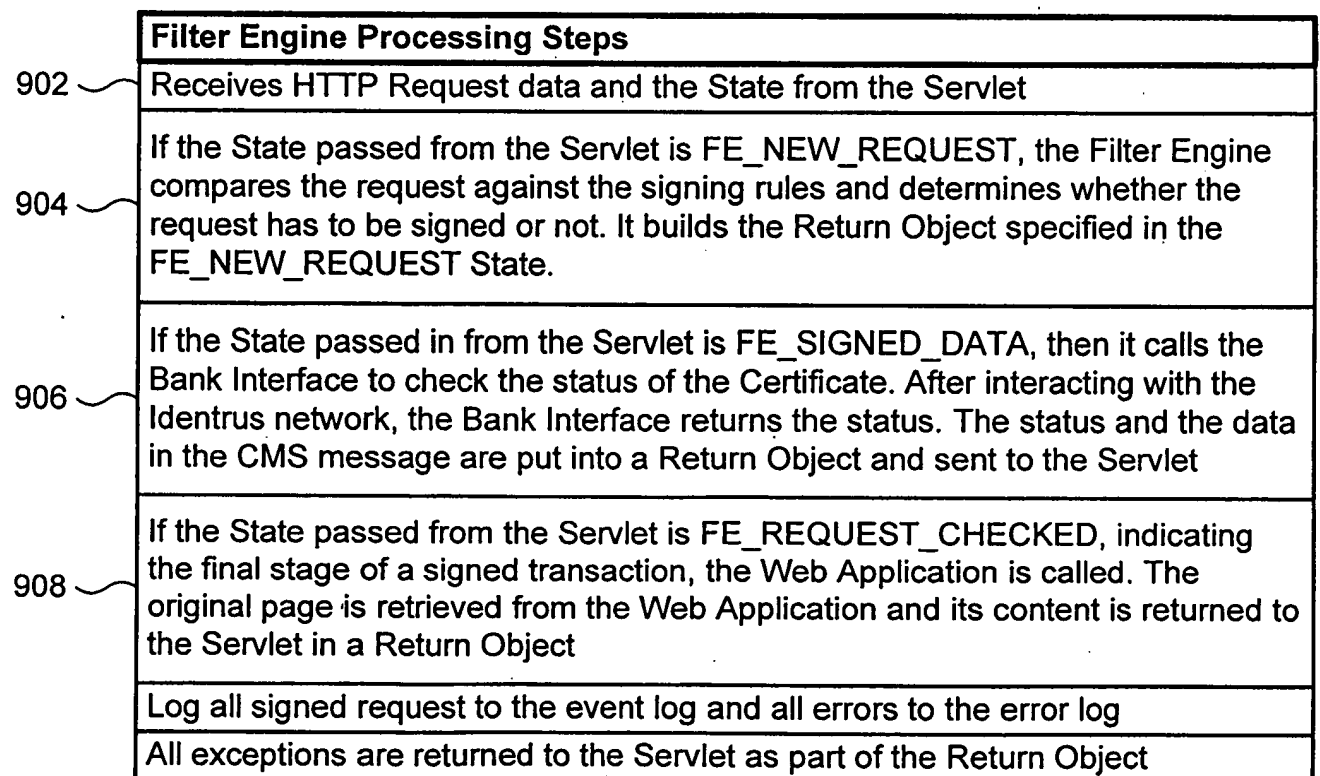 Filter Engine Processing Steps
902
Receives HTTP Request data and the State from the Servlet
904
If the State passed from the Servlet is FE_NEW_REQUEST, the Filter Engine
compares the request against the signing rules and determines whether the
request has to be signed or not. It builds the Return Object specified in the
FE_NEW_REQUEST State.
906
If the State passed in from the Servlet is FE_SIGNED_DATA, then it calls the
Bank Interface to check the status of the Certificate. After interacting with the
Identrus network, the Bank Interface returns the status. The status and the data
in the CMS message are put into a Return Object and sent to the Servlet
908
If the State passed from the Servlet is FE_REQUEST_CHECKED, indicating
the final stage of a signed transaction, the Web Application is called. The
original page is retrieved from the Web Application and its content is returned to
the Servlet in a Return Object
Log all signed request to the event log and all errors to the error log
All exceptions are returned to the Servlet as part of the Return Object